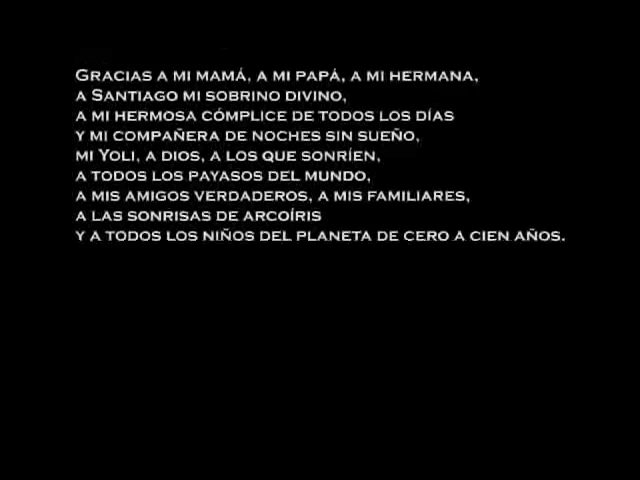 GRACIAS A MI MAMÁ, A MI PAPÁ, A MI HERMANA,
A SANTIAGO MI SOBRINO DIVINO,
A MI HERMOSA CÓMPLICE DE TODOS LOS DÍAS
Y MI COMPAÑERA DE NOCHES SIN SUEÑO,
MI YOLI, A DIOS, A LOS QUE SONRÍEN,
A TODOS LOS PAYASOS DEL MUNDO,
A MIS AMIGOS VERDADEROS, A MIS FAMILIARES,
A LAS SONRISAS DE ARCOÍRIS
Y A TODOS LOS NIÑOS DEL PLANETA DE CERO A CIEN AÑOS.